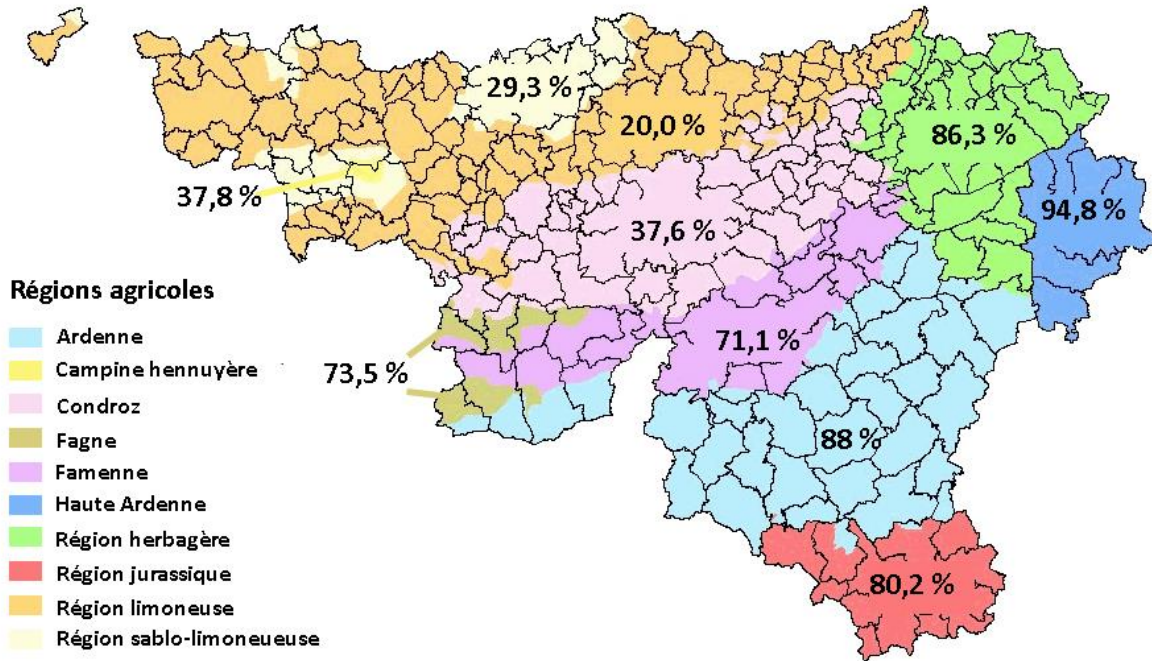 29,3 %
20,0 %
86,3 %
37,8 %
94,8 %
37,6 %
Régions agricoles
Ardenne
Campine hennuyère
Condroz
Fagne
Famenne
Haute Ardenne
Région herbagère
Région jurassique
Région limoneuse
Région sablo-limoneueuse
71,1 %
73,5 %
88 %
80,2 %